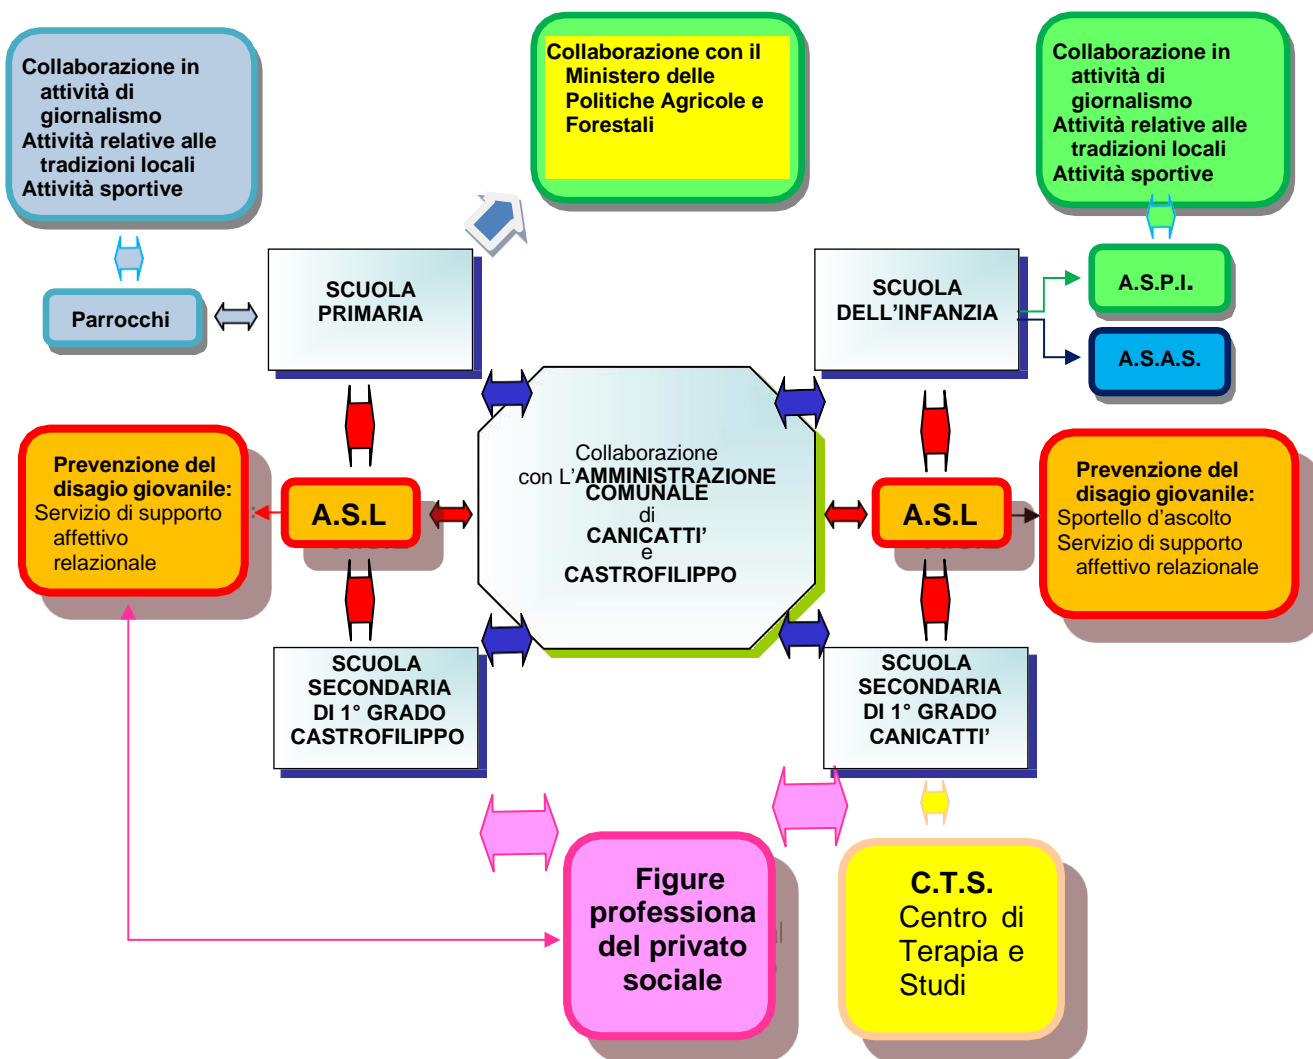 Collaborazione in
attività di
giornalismo
Attività relative alle
tradizioni locali
Attività sportive
Collaborazione con il
Ministero delle
Politiche Agricole e
Forestali
Collaborazione in
attività di
giornalismo
Attività relative alle
tradizioni locali
Attività sportive
Parrocchi
SCUOLA
PRIMARIA
SCUOLA
DELL’INFANZIA
A.S.P.I.
A.S.A.S.
Prevenzione del
disagio giovanile:
Servizio di supporto
affettivo
relazionale
A.S.L
Collaborazione
con L’AMMINISTRAZIONE
COMUNALE
di
CANICATTI’
e
CASTROFILIPPO
A.S.L
Prevenzione del
disagio giovanile:
Sportello d’ascolto
Servizio di supporto
affettivo relazionale
SCUOLA
SECONDARIA
DI 1° GRADO
CASTROFILIPPO
SCUOLA
SECONDARIA
DI 1° GRADO
CANICATTI’
Figure
professiona
del privato
sociale
C.T.S.
Centro di
Terapia e
Studi